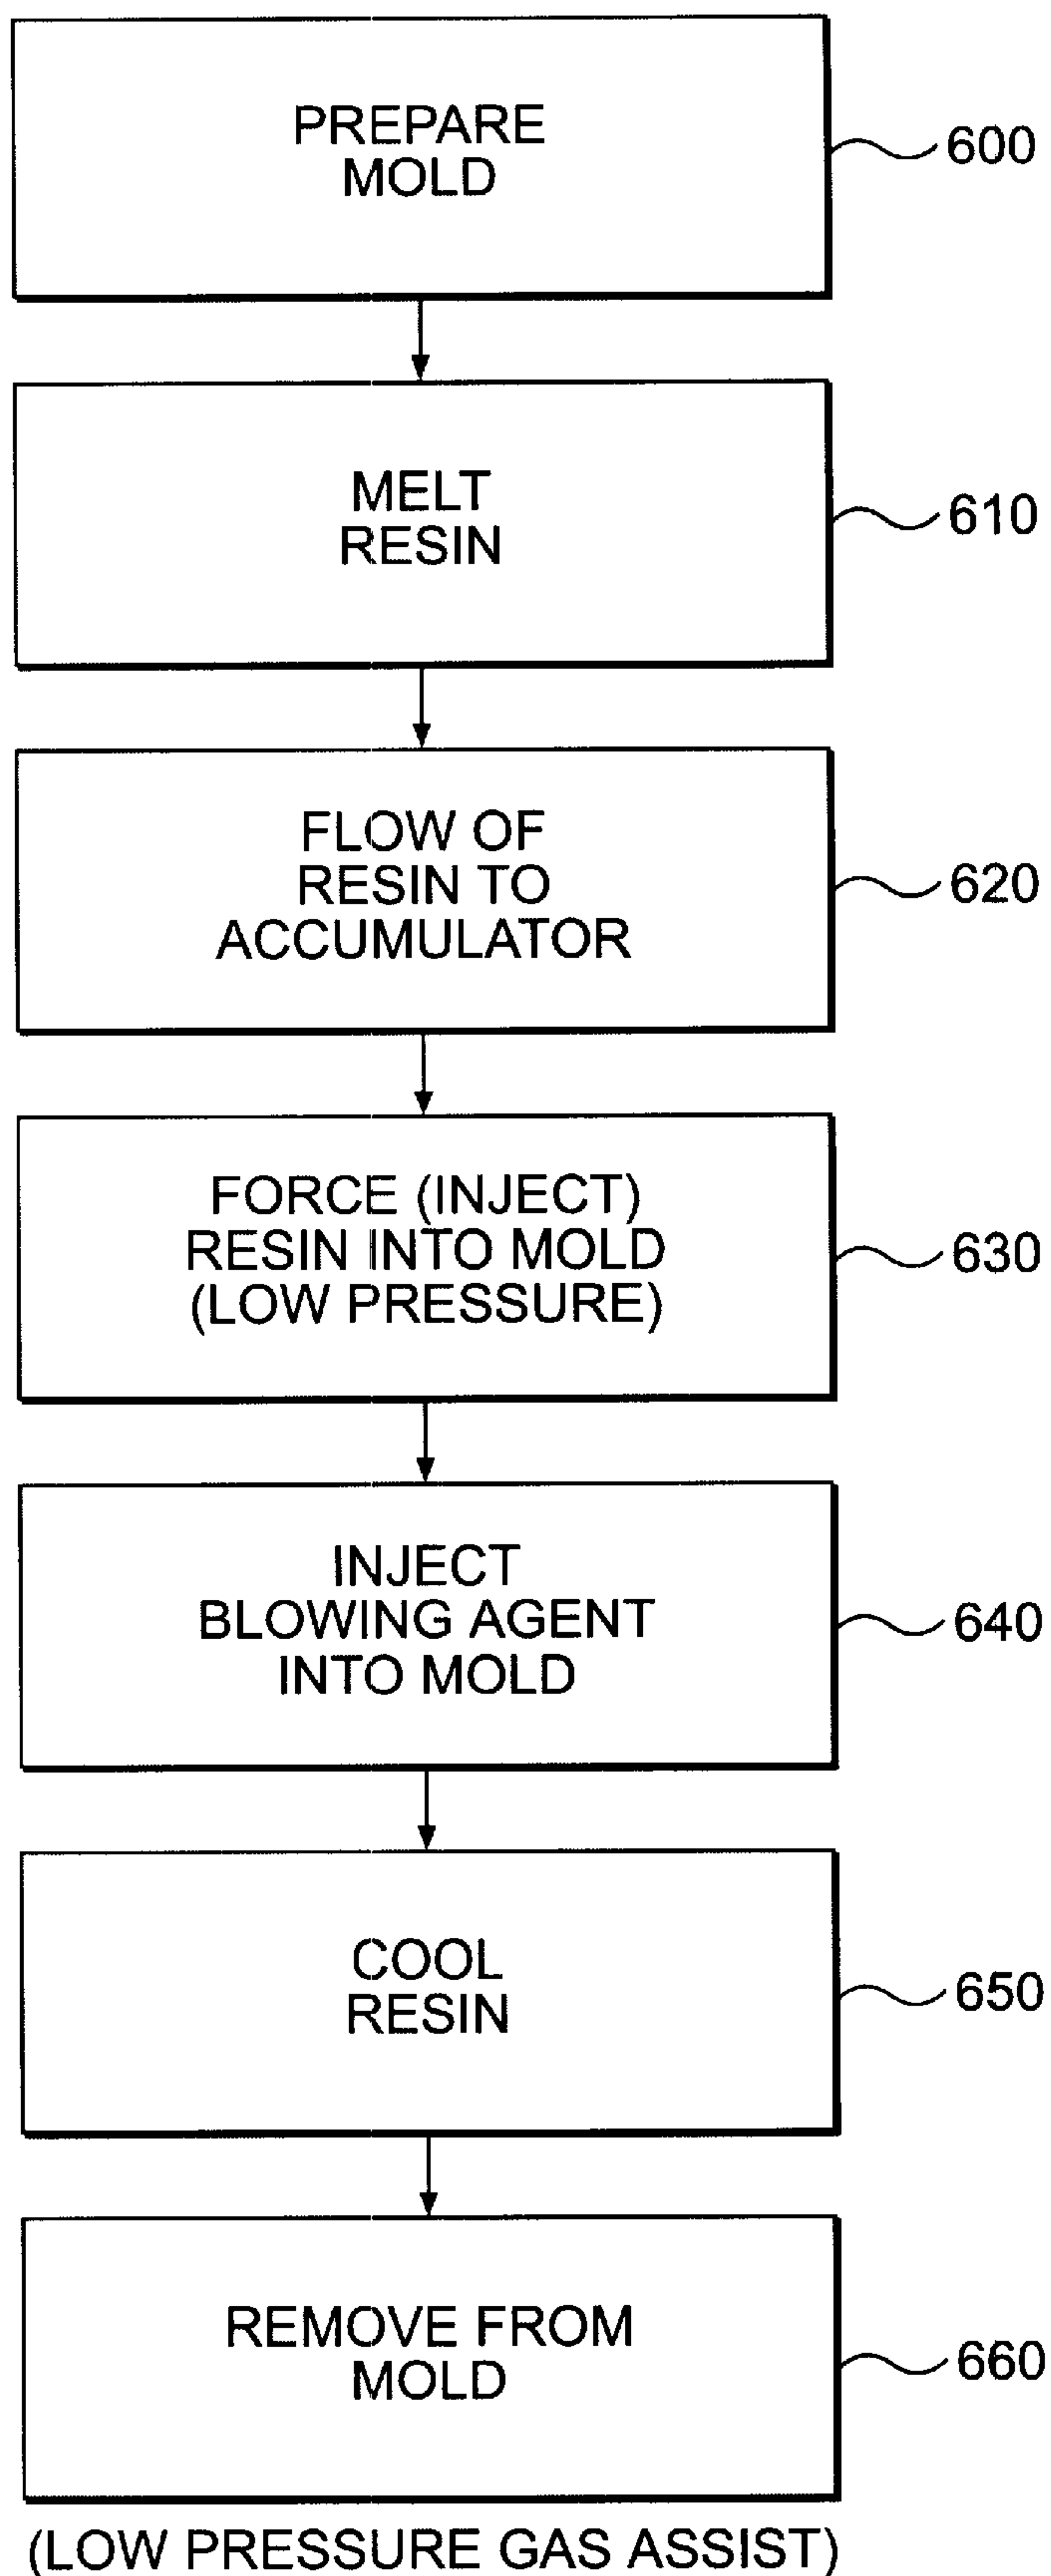 PREPARE
MOLD
600
MELT
RESIN
610
FLOW OF
RESIN TO
ACCUMULATOR
620
FORCE (INJECT)
RESIN INTO MOLD
(LOW PRESSURE)
630
INJECT
BLOWING AGENT
INTO MOLD
640
COOL
RESIN
650
REMOVE FROM
MOLD
660
(LOW PRESSURE GAS ASSIST)